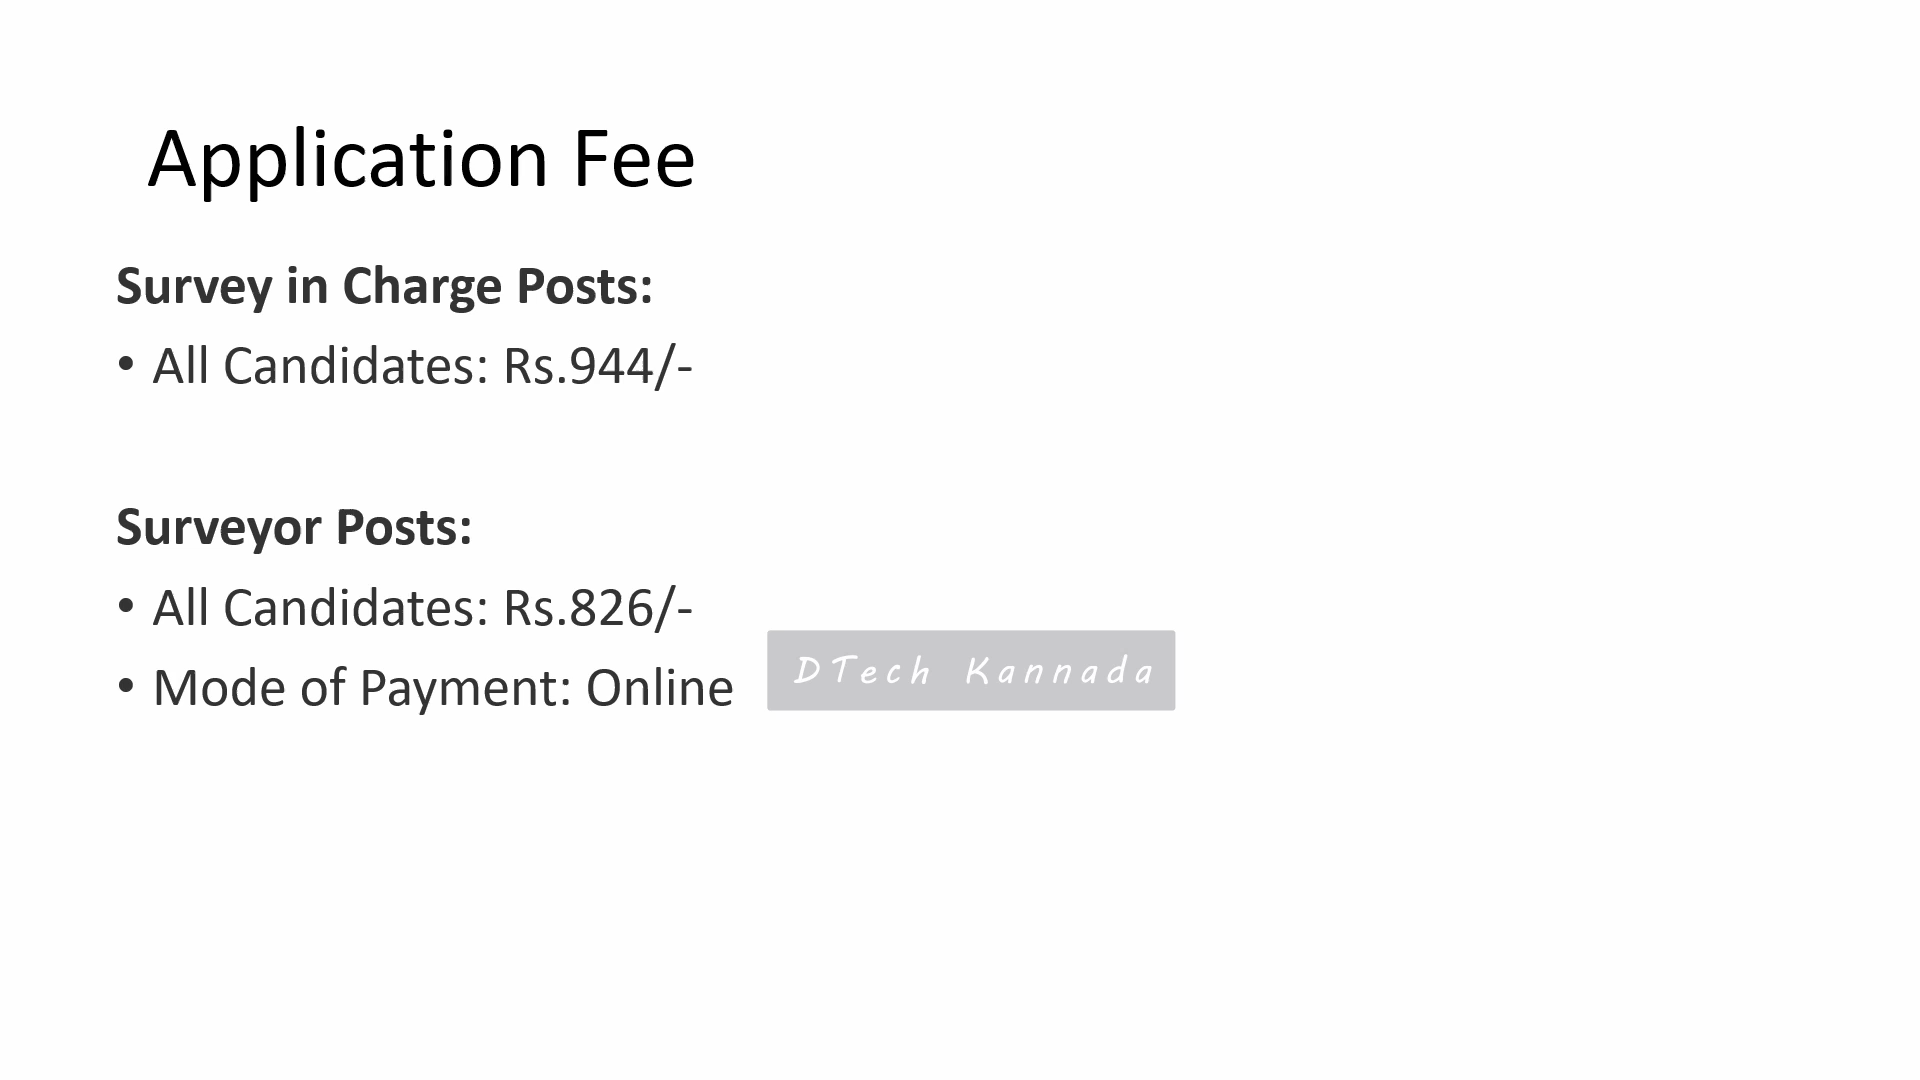 Application Fee
Survey in Charge Posts:
• All Candidates: Rs.944/-
Surveyor Posts:
• All Candidates: Rs.826/-
• Mode of Payment: Online
DTech Kannada